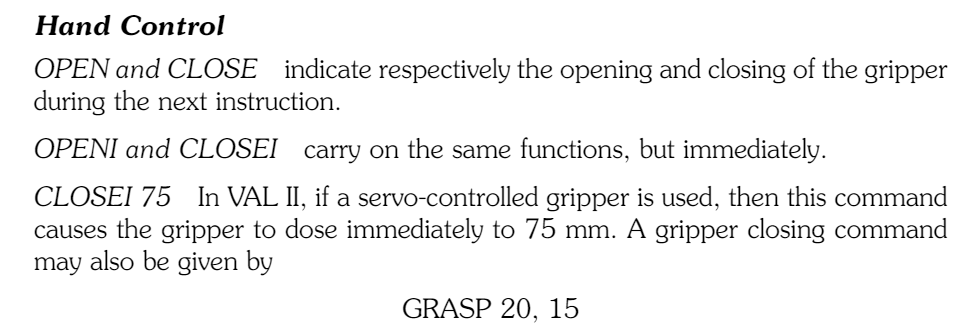 Hand Control
OPEN and CLOSE indicate respectively the opening and closing of the gripper
during the next instruction.
OPENI and CLOSEI carry on the same functions, but immediately.
CLOSEI 75 In VAL II, if a servo-controlled gripper is used, then this command
causes the gripper to dose immediately to 75 mm. A gripper closing command
may also be given by
GRASP 20, 15